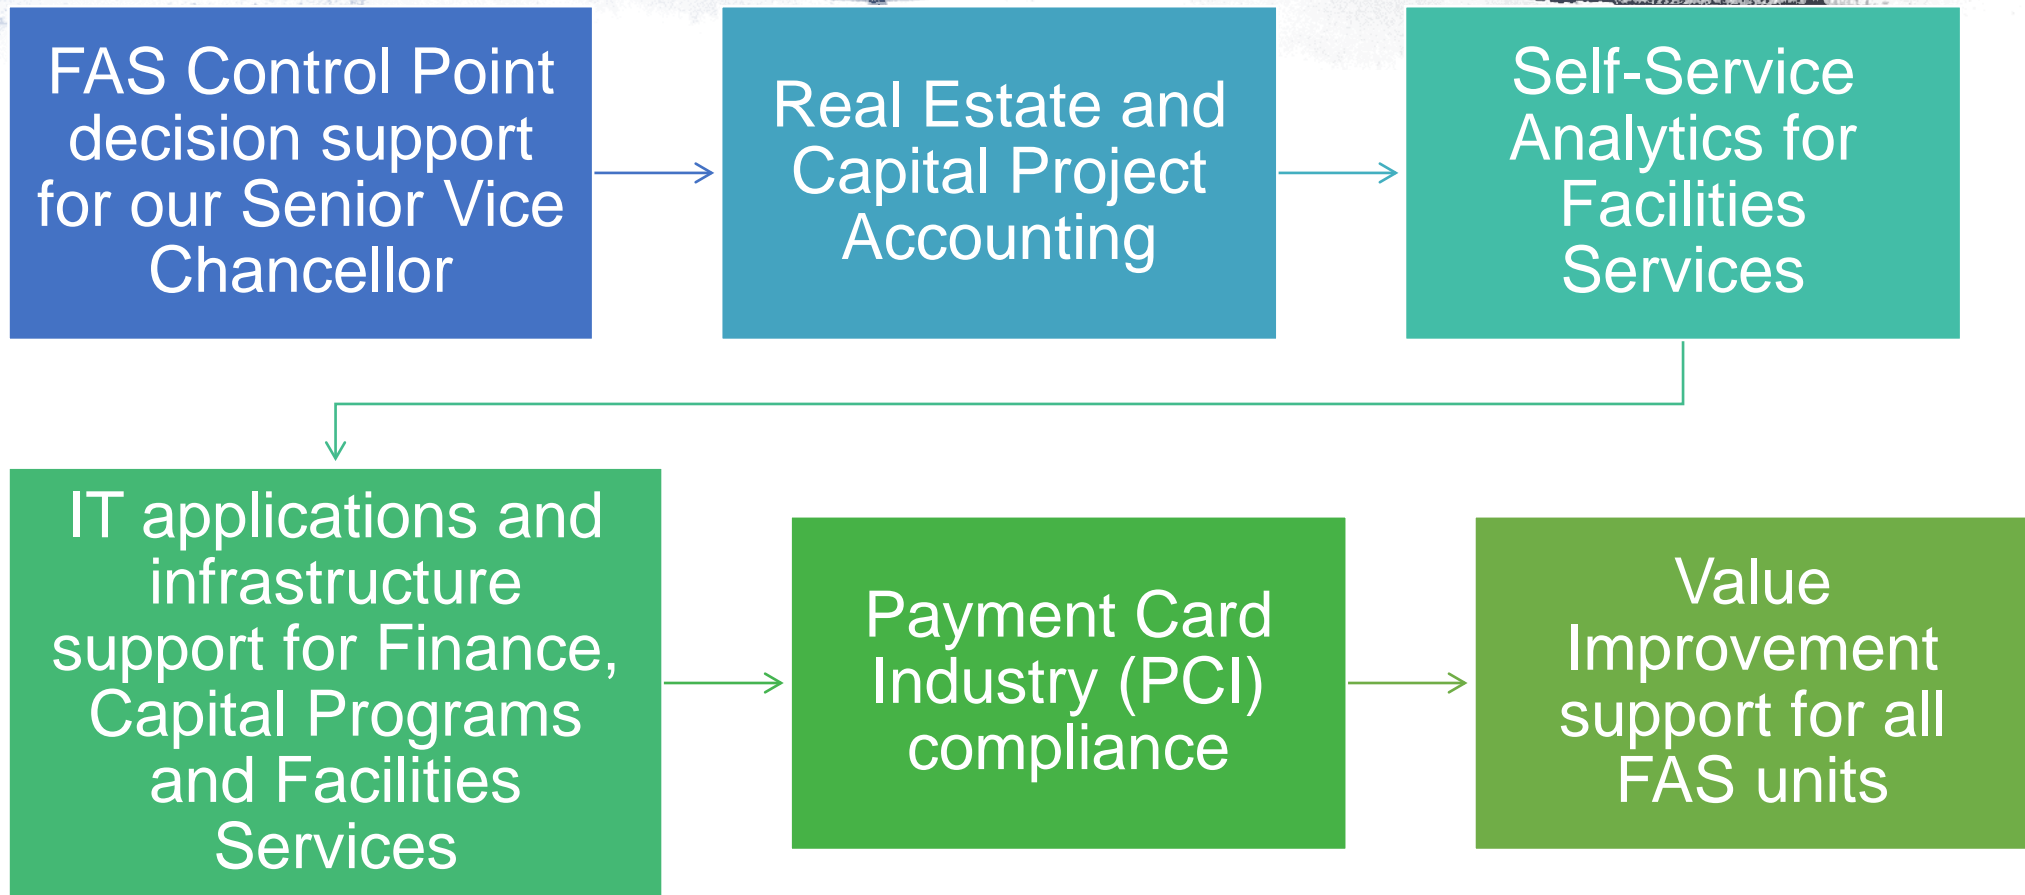 FAS Control Point
decision support
for our Senior Vice
Chancellor
Real Estate and
Capital Project
Accounting
Self-Service
Analytics for
Facilities
Services
IT applications and
infrastructure
support for Finance,
Capital Programs
and Facilities
Services
Payment Card
Industry (PCI)
compliance
Value
Improvement
support for all
FAS units